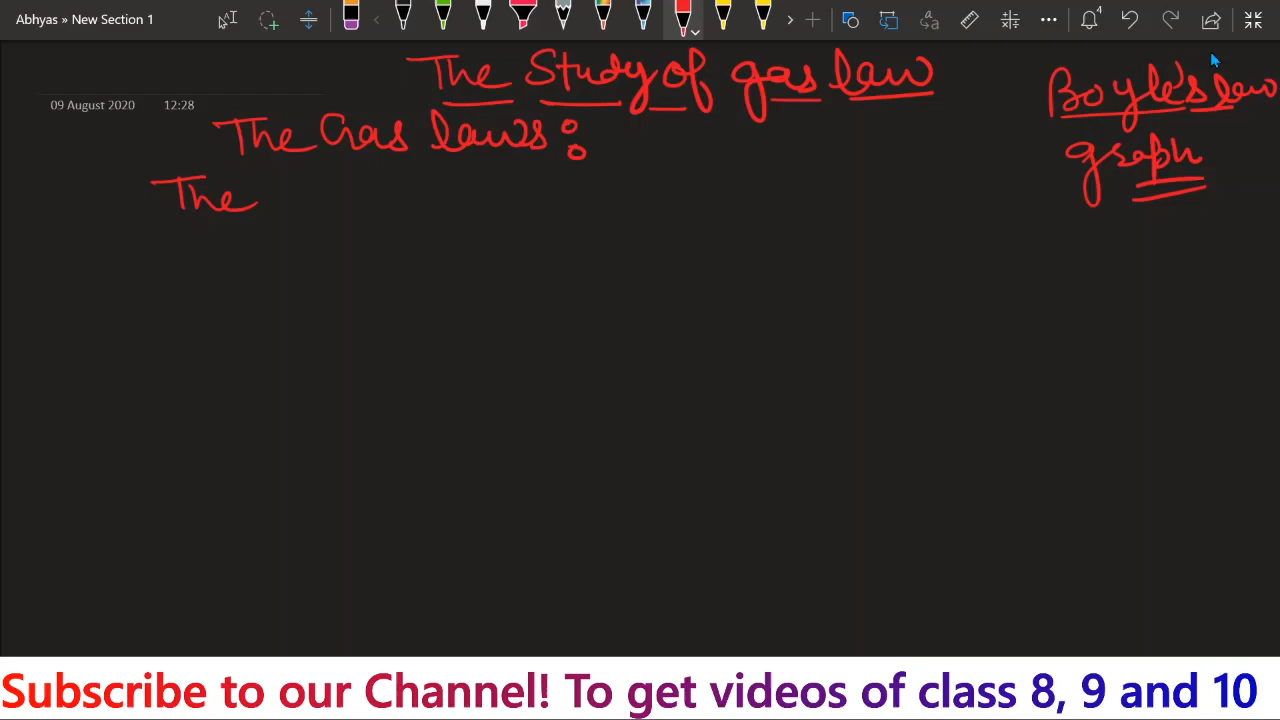 Abhyas » New Section 1
4
The Study of gas law
Boyle's law
graph
09 August 2020 12:28
The Gas laws:
The
Subscribe to our Channel! To get videos of class 8, 9 and 10